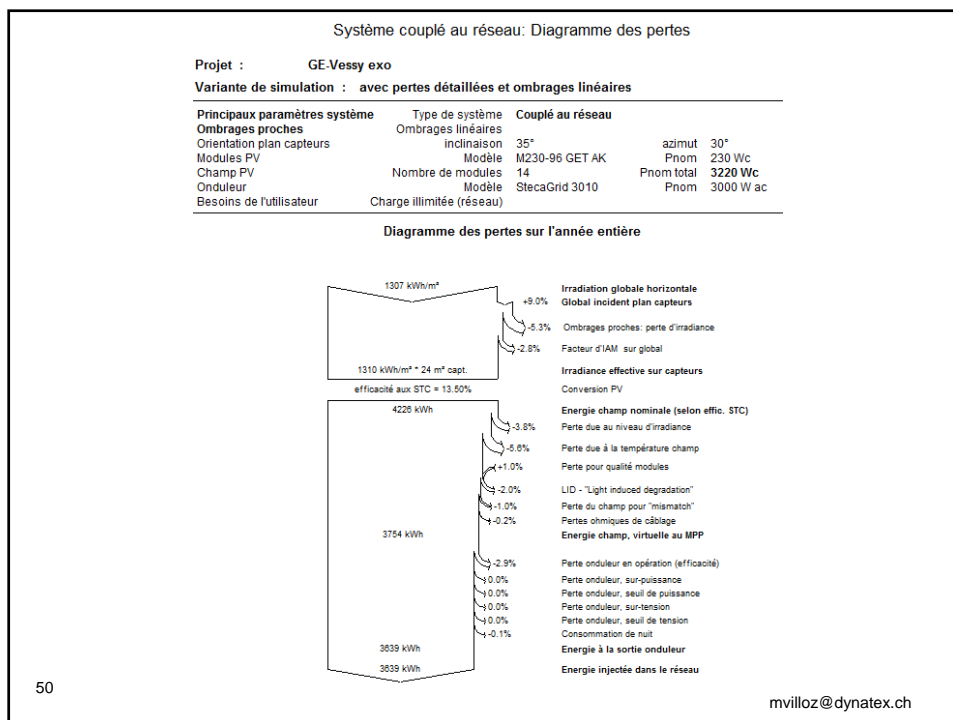 Système couplé au réseau: Diagramme des pertes
Projet : GE-Vessy exo
Variante de simulation : avec pertes détaillées et ombrages linéaires
Principaux paramètres système Type de système Couplé au réseau
Ombrages proches Ombrages linéaires
Orientation plan capteurs inclinaison 35° azimut 30°
Modules PV Modèle M230-96 GET AK Pnom 230 Wc
Champ PV Nombre de modules 14 Pnom total 3220 Wc
Onduleur Modèle StecaGrid 3010 Pnom 3000 W ac
Besoins de l'utilisateur Charge illimitée (réseau)
Diagramme des pertes sur l'année entière
1307 kWh/m² Irradiation globale horizontale
+9.0% Global incident plan capteurs
-5.3% Ombrages proches: perte d'irradiance
-2.8% Facteur d'IAM sur global
1310 kWh/m² * 24 m² capt. Irradiance effective sur capteurs
efficacité aux STC = 13.50% Conversion PV
4226 kWh Energie champ nominale (selon effic. STC)
-3.8% Perte due au niveau d'irradiance
-5.6% Perte due à la température champ
+1.0% Perte pour qualité modules
-2.0% LID - "Light induced degradation"
-1.0% Perte du champ pour "mismatch"
-0.2% Pertes ohmiques de câblage
3754 kWh Energie champ, virtuelle au MPP
-2.9% Perte onduleur en opération (efficacité)
0.0% Perte onduleur, sur-puissance
0.0% Perte onduleur, seuil de puissance
0.0% Perte onduleur, sur-tension
0.0% Perte onduleur, seuil de tension
-0.1% Consommation de nuit
3639 kWh Energie à la sortie onduleur
3639 kWh Energie injectée dans le réseau
50
mvilloz@dynatex.ch